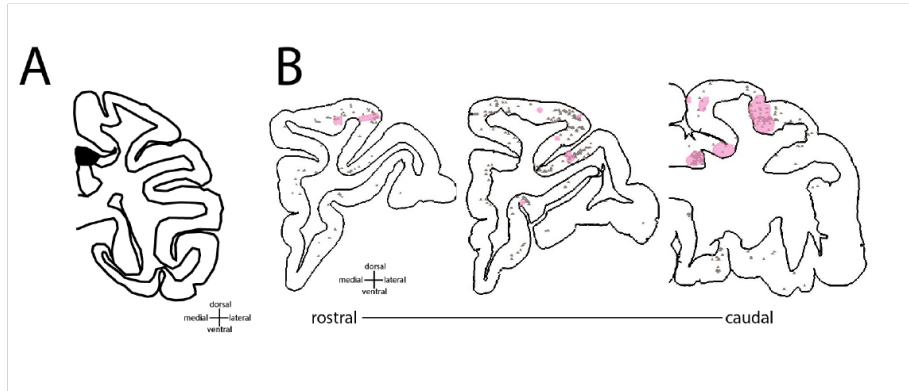 A
B
dorsal
medial lateral
ventral
dorsal
medial lateral
ventral
rostral caudal